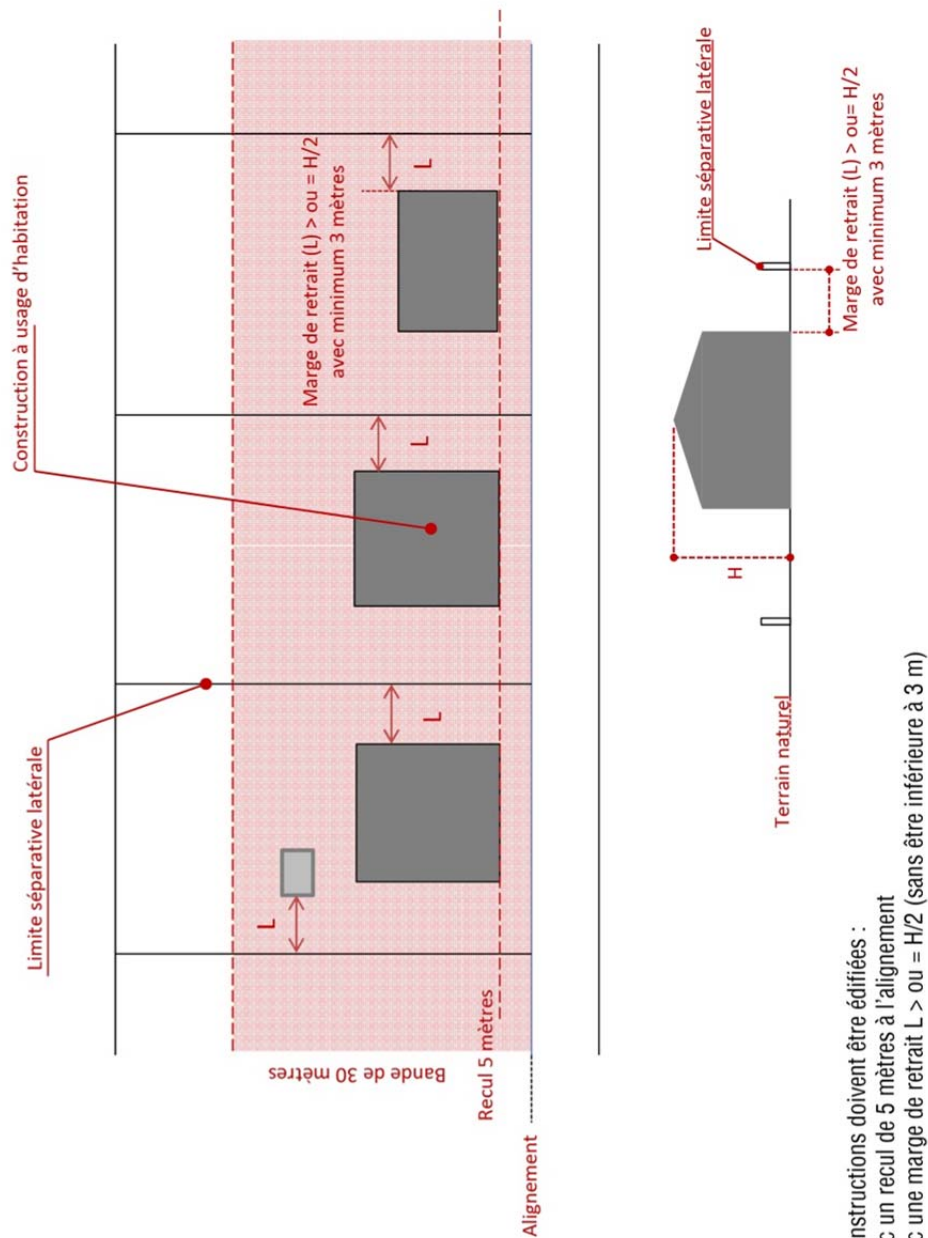 Construction à usage d'habitation
Limite séparative latérale
Marge de retrait (L) > ou = H/2
avec minimum 3 mètres
L
L
L
L
Bande de 30 mètres
Recul 5 mètres
Alignement
Limite séparative latérale
H
Marge de retrait (L) > ou= H/2
avec minimum 3 mètres
Terrain naturel
nstructions doivent être édifiées :
c un recul de 5 mètres à l'alignement
c une marge de retrait L > ou = H/2 (sans être inférieure à 3 m)